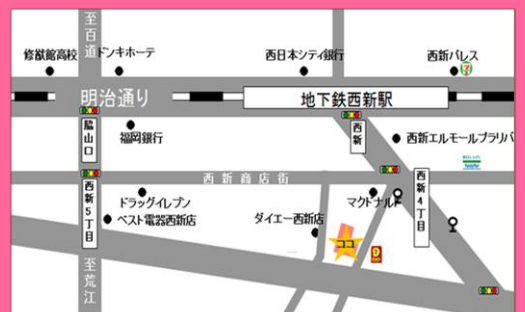 至百道
修猷館高校
ドンキホーテ
西日本シティ銀行
西新パレス
明治通り
地下鉄西新駅
脇山口
福岡銀行
西新
西新エルモールプラリバ
西新商店街
西新5丁目
ドラッグイレブン
ベスト電器西新店
ダイエー西新店
マクドナルド
西新4丁目
ココ
至荒江